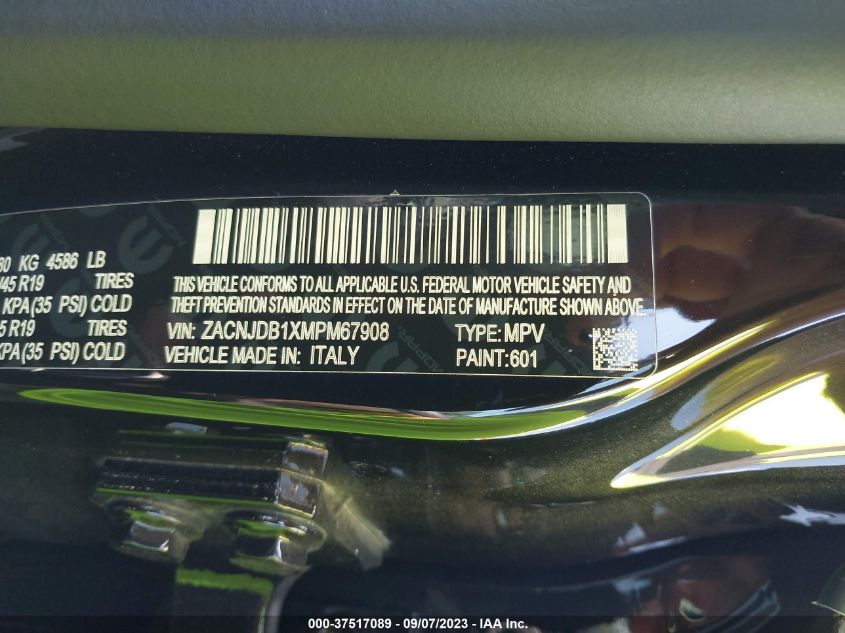 80 KG 4586 LB
/45 R19 TIRES
KPA(35 PSI) COLD
5 R19 TIRES
KPA(35 PSI) COLD
THIS VEHICLE CONFORMS TO ALL APPLICABLE U.S. FEDERAL MOTOR VEHICLE SAFETY AND
THEFT PREVENTION STANDARDS IN EFFECT ON THE DATE OF MANUFACTURE SHOWN ABOVE.
VIN: ZACNJDB1XMPM67908 TYPE: MPV
VEHICLE MADE IN: ITALY PAINT:601
000-37517089 - 09/07/2023 - IAA Inc.